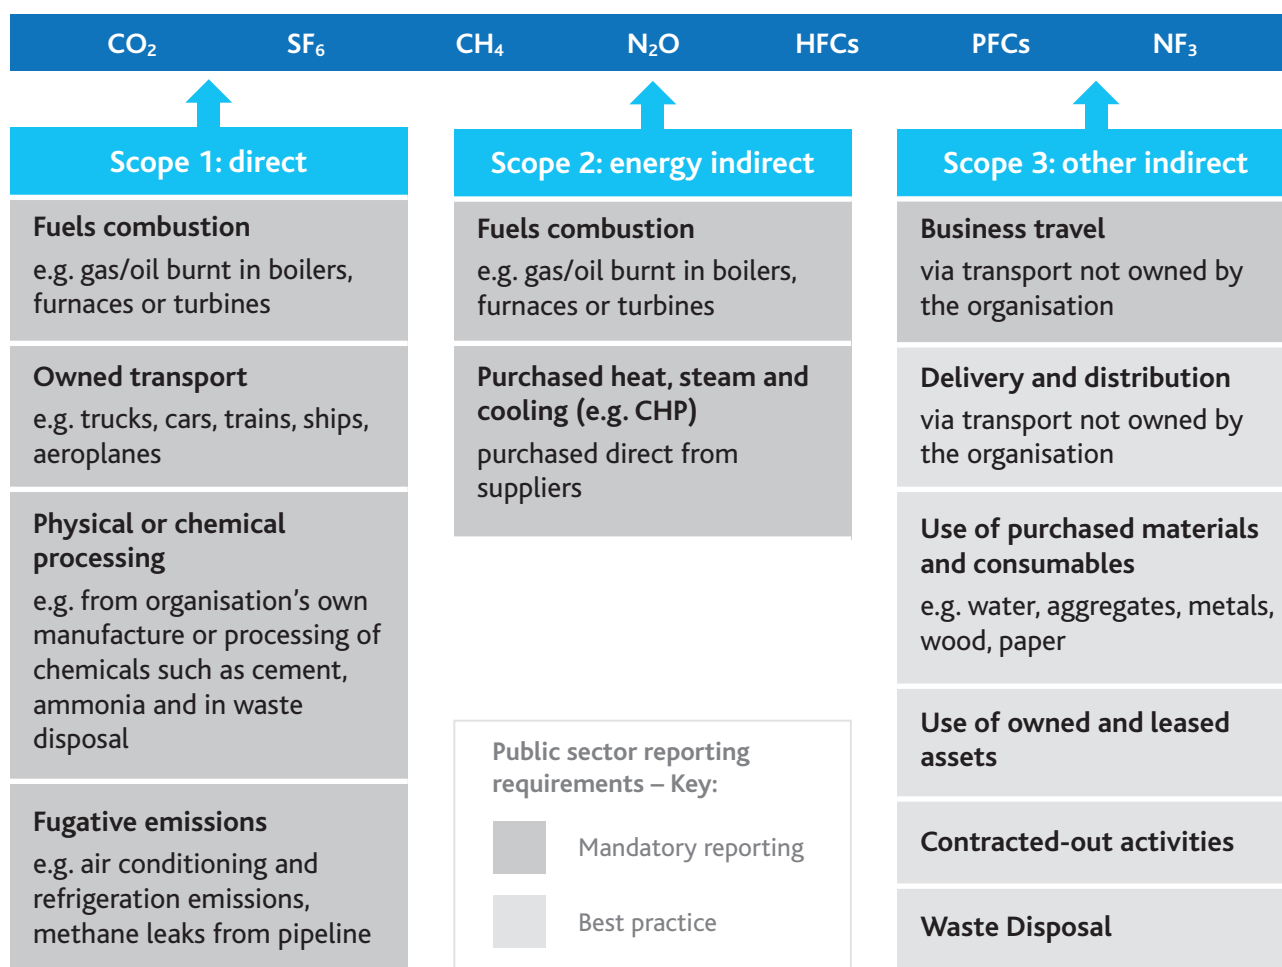 CO₂ SF₆ CH₄ N₂O HFCs PFCs NF₃
Scope 1: direct
Fuels combustion
e.g. gas/oil burnt in boilers,
furnaces or turbines
Owned transport
e.g. trucks, cars, trains, ships,
aeroplanes
Physical or chemical
processing
e.g. from organisation’s own
manufacture or processing of
chemicals such as cement,
ammonia and in waste
disposal
Fugative emissions
e.g. air conditioning and
refrigeration emissions,
methane leaks from pipeline
Scope 2: energy indirect
Fuels combustion
e.g. gas/oil burnt in boilers,
furnaces or turbines
Purchased heat, steam and
cooling (e.g. CHP)
purchased direct from
suppliers
Public sector reporting
requirements – Key:
Mandatory reporting
Best practice
Scope 3: other indirect
Business travel
via transport not owned by
the organisation
Delivery and distribution
via transport not owned by
the organisation
Use of purchased materials
and consumables
e.g. water, aggregates, metals,
wood, paper
Use of owned and leased
assets
Contracted-out activities
Waste Disposal